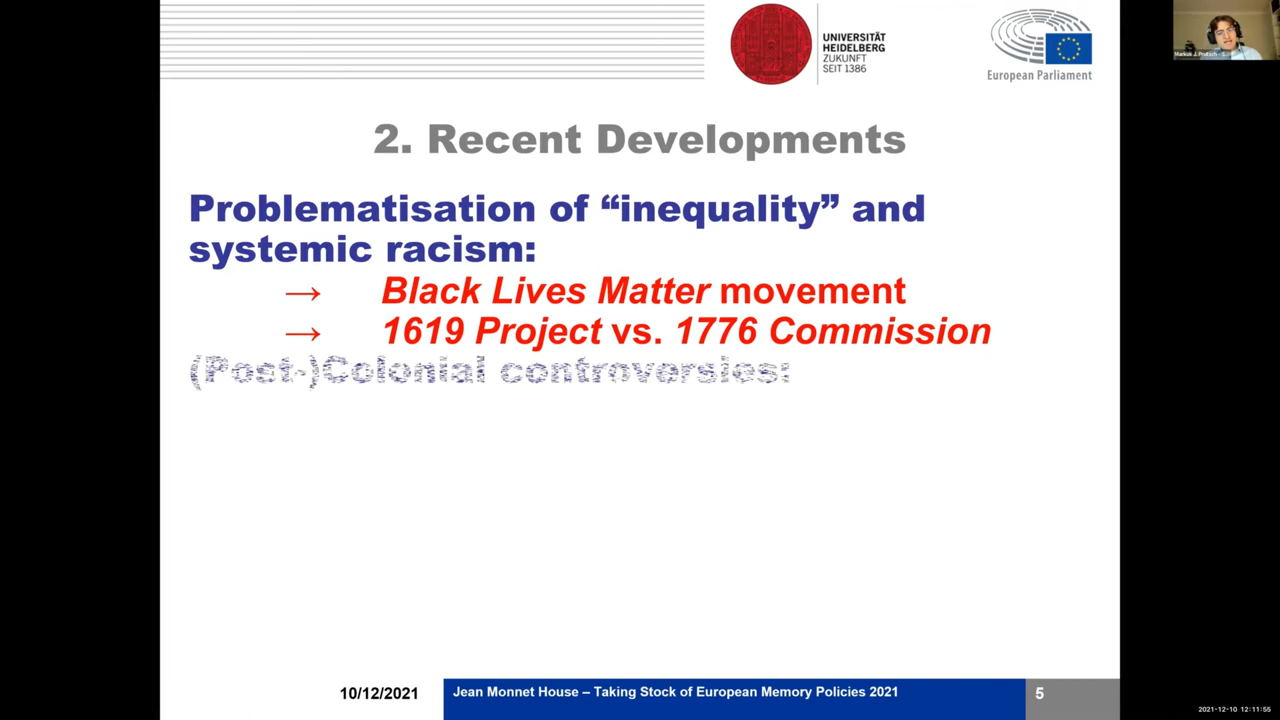 UNIVERSITÄT
HEIDELBERG
ZUKUNFT
SEIT 1386
European Parliament
2. Recent Developments
Problematisation of “inequality” and
systemic racism:
→ Black Lives Matter movement
→ 1619 Project vs. 1776 Commission
(Post-)Colonial controversies:
10/12/2021
Jean Monnet House – Taking Stock of European Memory Policies 2021
5
2021-12-10 12:11:55